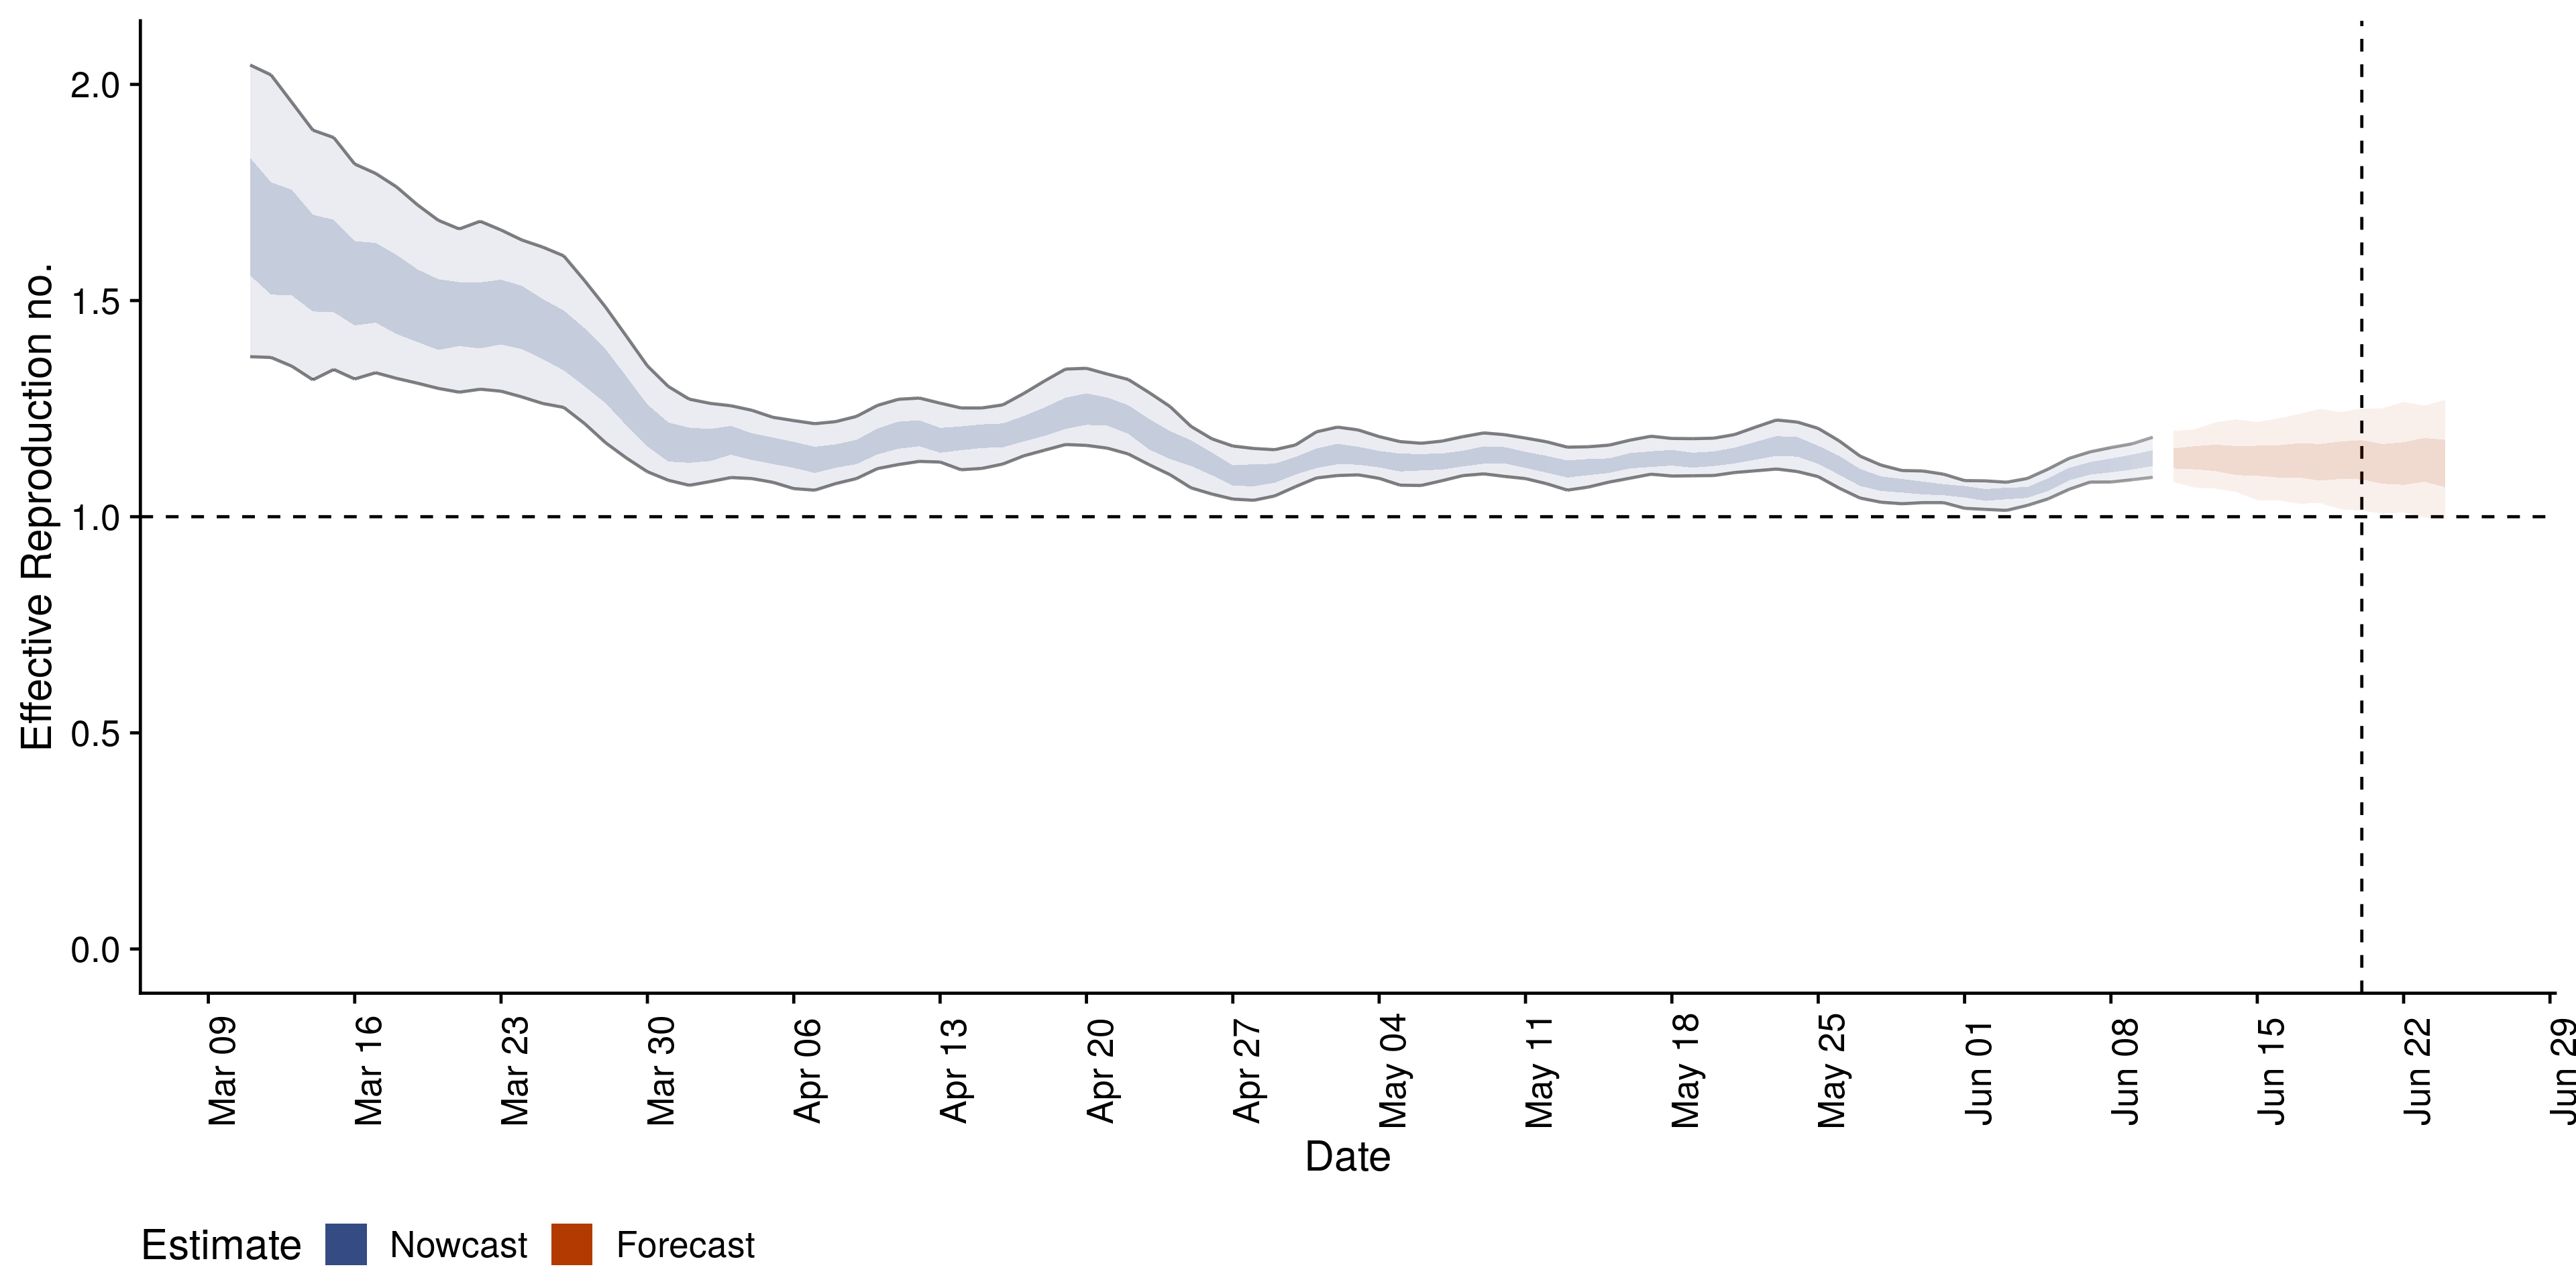 Effective Reproduction no.
2.0
1.5
1.0
0.5
0.0
Mar 09
Mar 16
Mar 23
Mar 30
Apr 06
Apr 13
Apr 20
Apr 27
May 04
May 11
May 18
May 25
Jun 01
Jun 08
Jun 15
Jun 22
Jun 29
Date
Estimate Nowcast Forecast